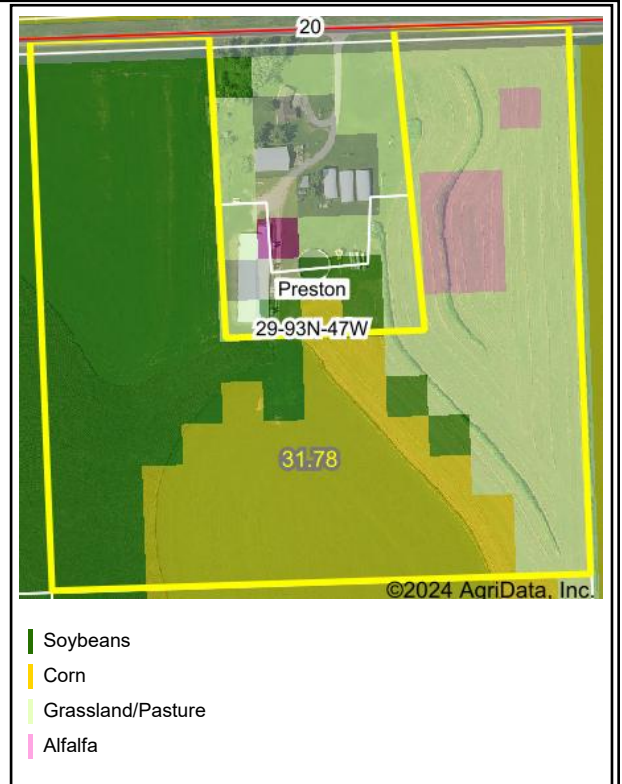 20
Preston
29-93N-47W
31.78
©2024 AgriData, Inc.
Soybeans
Corn
Grassland/Pasture
Alfalfa